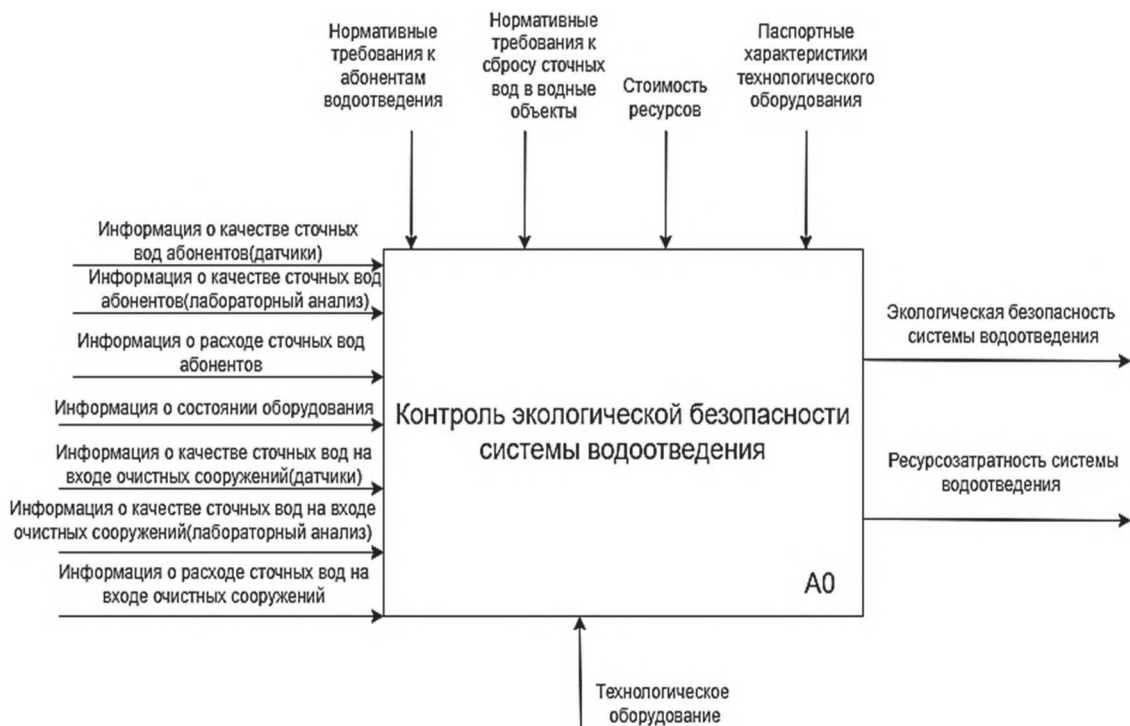 Нормативные
требования к
абонентам
водоотведения
Нормативные
требования к
сбросу сточных
вод в водные
объекты
Стоимость
ресурсов
Паспортные
характеристики
технологического
оборудования
Информация о качестве сточных
вод абонентов(датчики)
Информация о качестве сточных вод
абонентов(лабораторный анализ)
Информация о расходе сточных вод
абонентов
Информация о состоянии оборудования
Информация о качестве сточных вод на
входе очистных сооружений(датчики)
Информация о качестве сточных вод на входе
очистных сооружений(лабораторный анализ)
Информация о расходе сточных вод на
входе очистных сооружений
Контроль экологической безопасности
системы водоотведения
A0
Экологическая безопасность
системы водоотведения
Ресурсозатратность системы
водоотведения
Технологическое
оборудование